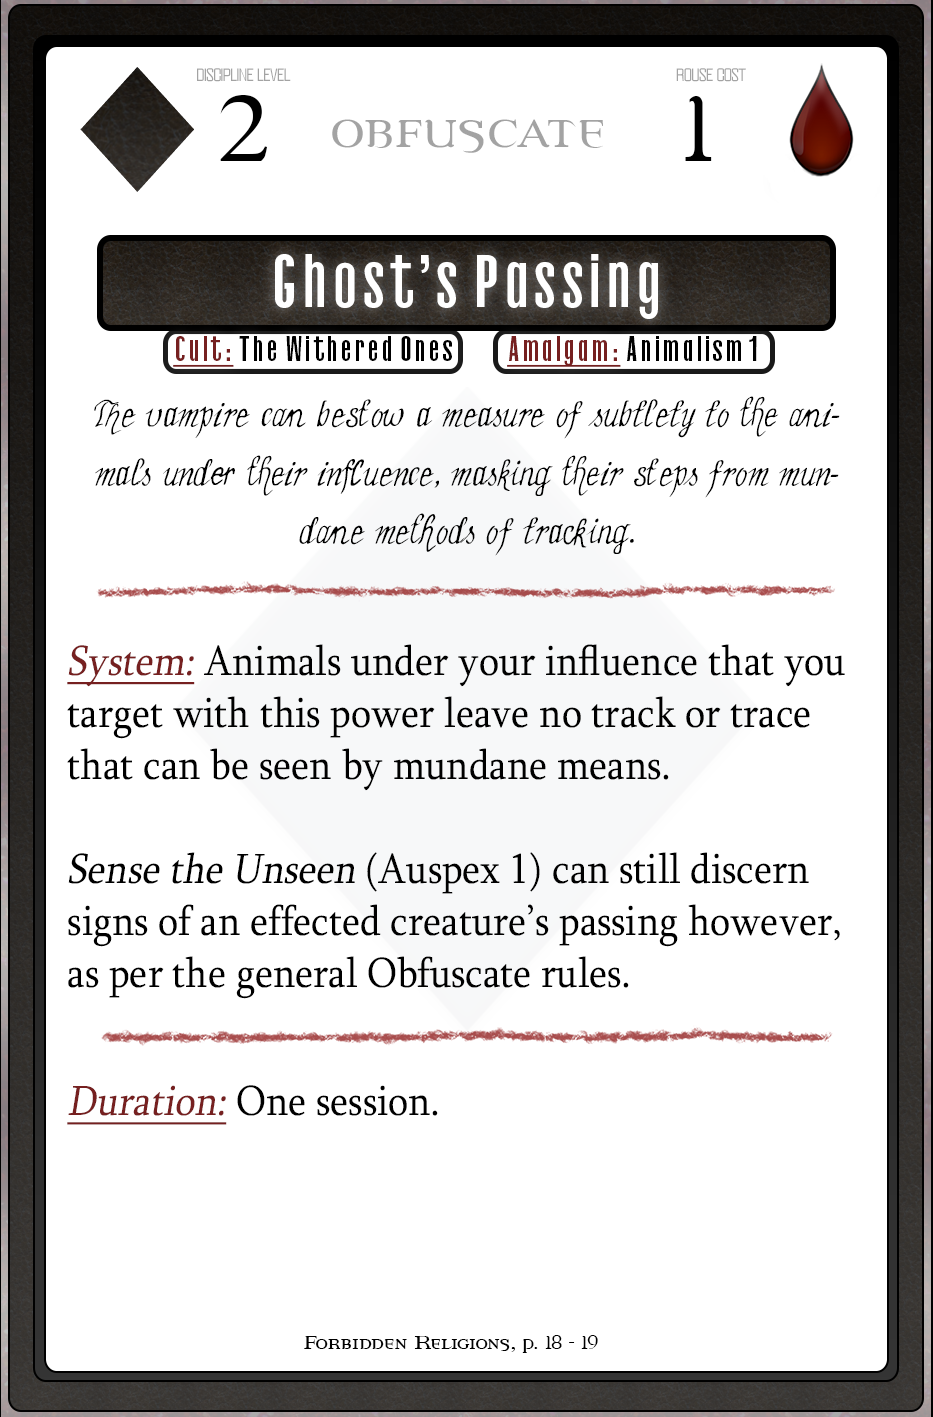 DISCIPLINE LEVEL
ROUSE COST
2 OBFUSCATE 1
Ghost's Passing
Cult: The Withered Ones
Amalgam: Animalism 1
The vampire can bestow a measure of subtlety to the ani-
mals under their influence, masking their steps from mun-
dane methods of tracking.
System: Animals under your influence that you
target with this power leave no track or trace
that can be seen by mundane means.
Sense the Unseen (Auspex 1) can still discern
signs of an effected creature's passing however,
as per the general Obfuscate rules.
Duration: One session.
Forbidden Religions, p. 18 - 19